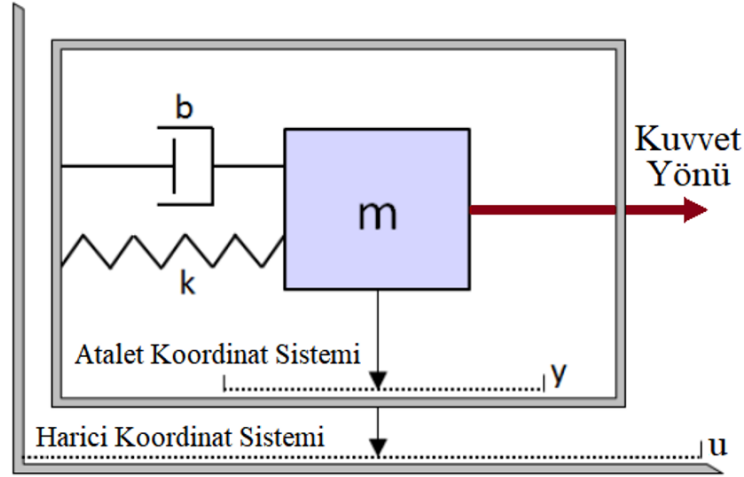 b
Kuvvet
Yönü
m
k
Atalet Koordinat Sistemi
y
Harici Koordinat Sistemi
u